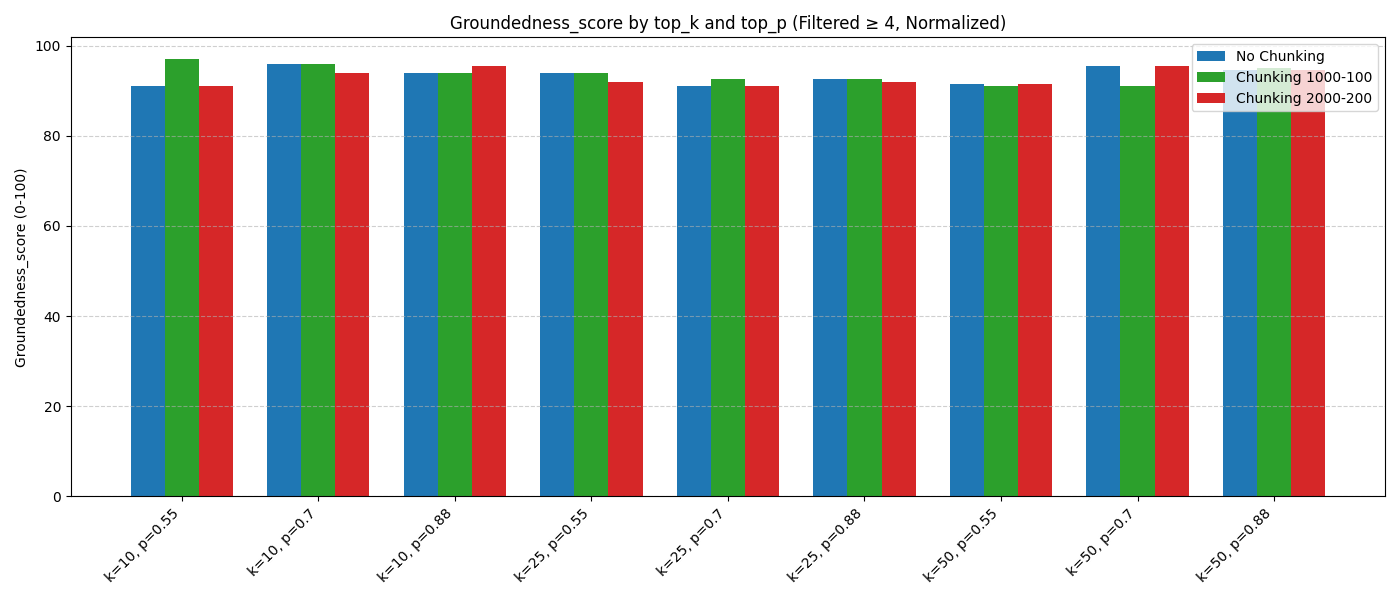 Groundedness_score by top_k and top_p (Filtered ≥ 4, Normalized)
No Chunking
Chunking 1000-100
Chunking 2000-200
Groundedness_score (0-100)
100
80
60
40
20
0
k=10, p=0.55
k=10, p=0.7
k=10, p=0.88
k=25, p=0.55
k=25, p=0.7
k=25, p=0.88
k=50, p=0.55
k=50, p=0.7
k=50, p=0.88